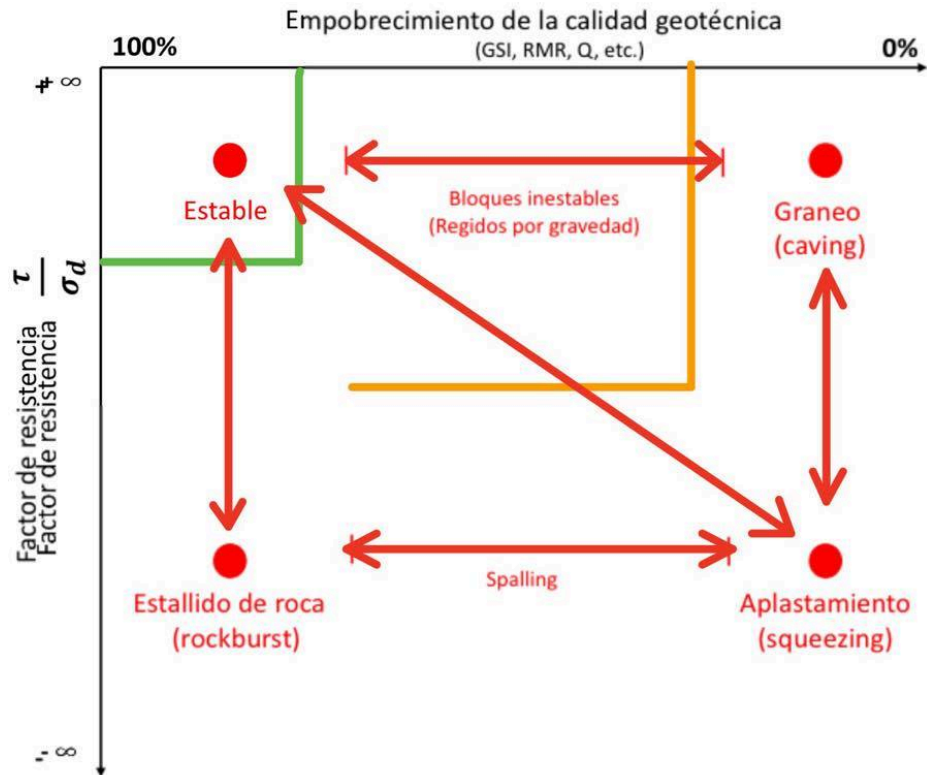 Empobrecimiento de la calidad geotécnica
(GSI, RMR, Q, etc.)
100%
0%
+ ∞
Estable
Bloques inestables
(Regidos por gravedad)
Graneo
(caving)
τ
σd
Factor de resistencia
Factor de resistencia
Estallido de roca
(rockburst)
Spalling
Aplastamiento
(squeezing)
- ∞